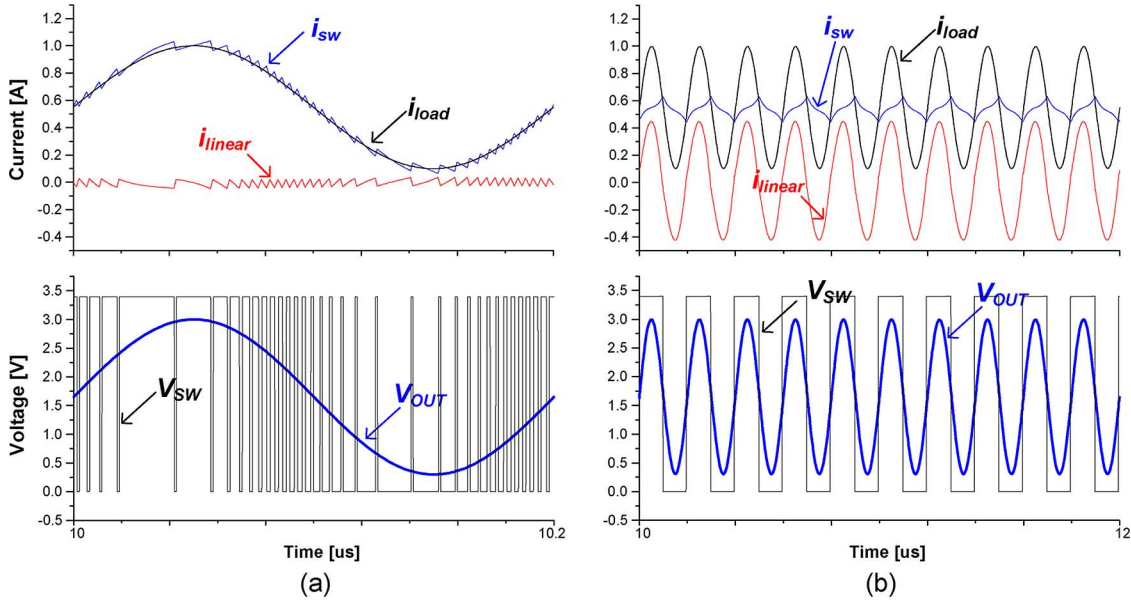 1.2
1.0
0.8
0.6
0.4
0.2
0.0
-0.2
-0.4
Current [A]
isw
iload
ilinear
3.5
3.0
2.5
2.0
1.5
1.0
0.5
0.0
-0.5
Voltage [V]
VSW
VOUT
10
10.2
Time [us]
(a)
1.2
1.0
0.8
0.6
0.4
0.2
0.0
-0.2
-0.4
isw
iload
ilinear
3.5
3.0
2.5
2.0
1.5
1.0
0.5
0.0
-0.5
VSW
VOUT
10
12
Time [us]
(b)